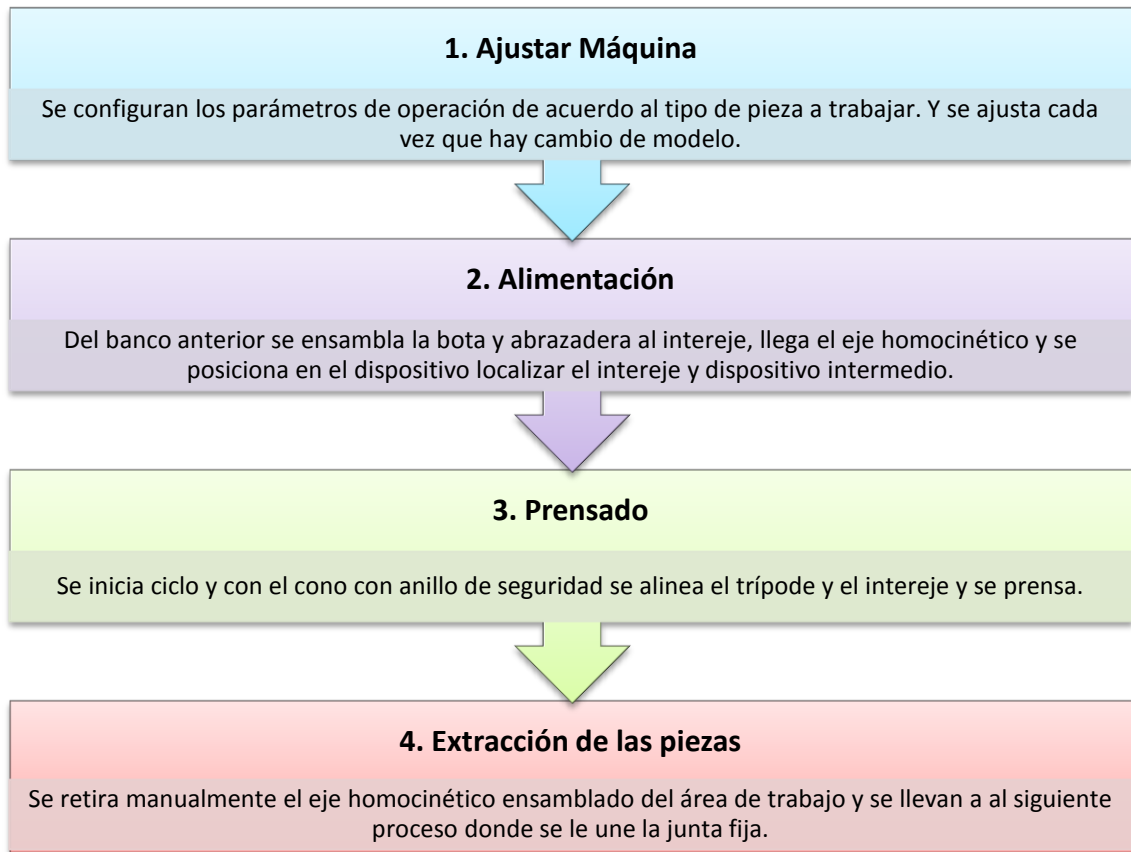 1. Ajustar Máquina
Se configuran los parámetros de operación de acuerdo al tipo de pieza a trabajar. Y se ajusta cada
vez que hay cambio de modelo.
2. Alimentación
Del banco anterior se ensambla la bota y abrazadera al intereje, llega el eje homocinético y se
posiciona en el dispositivo localizar el intereje y dispositivo intermedio.
3. Prensado
Se inicia ciclo y con el cono con anillo de seguridad se alinea el trípode y el intereje y se prensa.
4. Extracción de las piezas
Se retira manualmente el eje homocinético ensamblado del área de trabajo y se llevan a al siguiente
proceso donde se le une la junta fija.